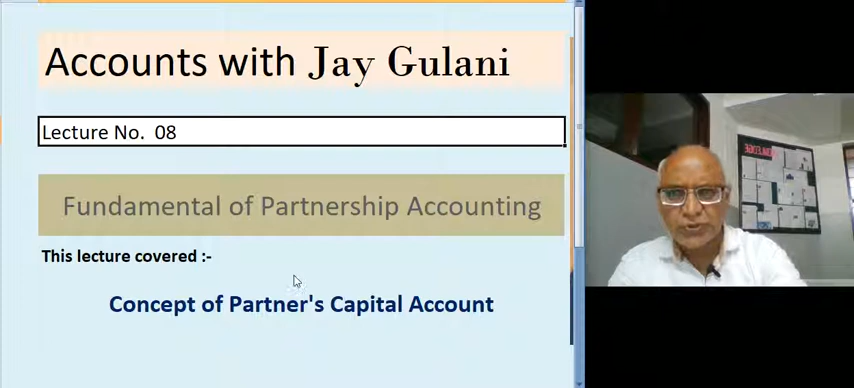 Accounts with Jay Gulani
Lecture No. 08
Fundamental of Partnership Accounting
This lecture covered :-
Concept of Partner's Capital Account